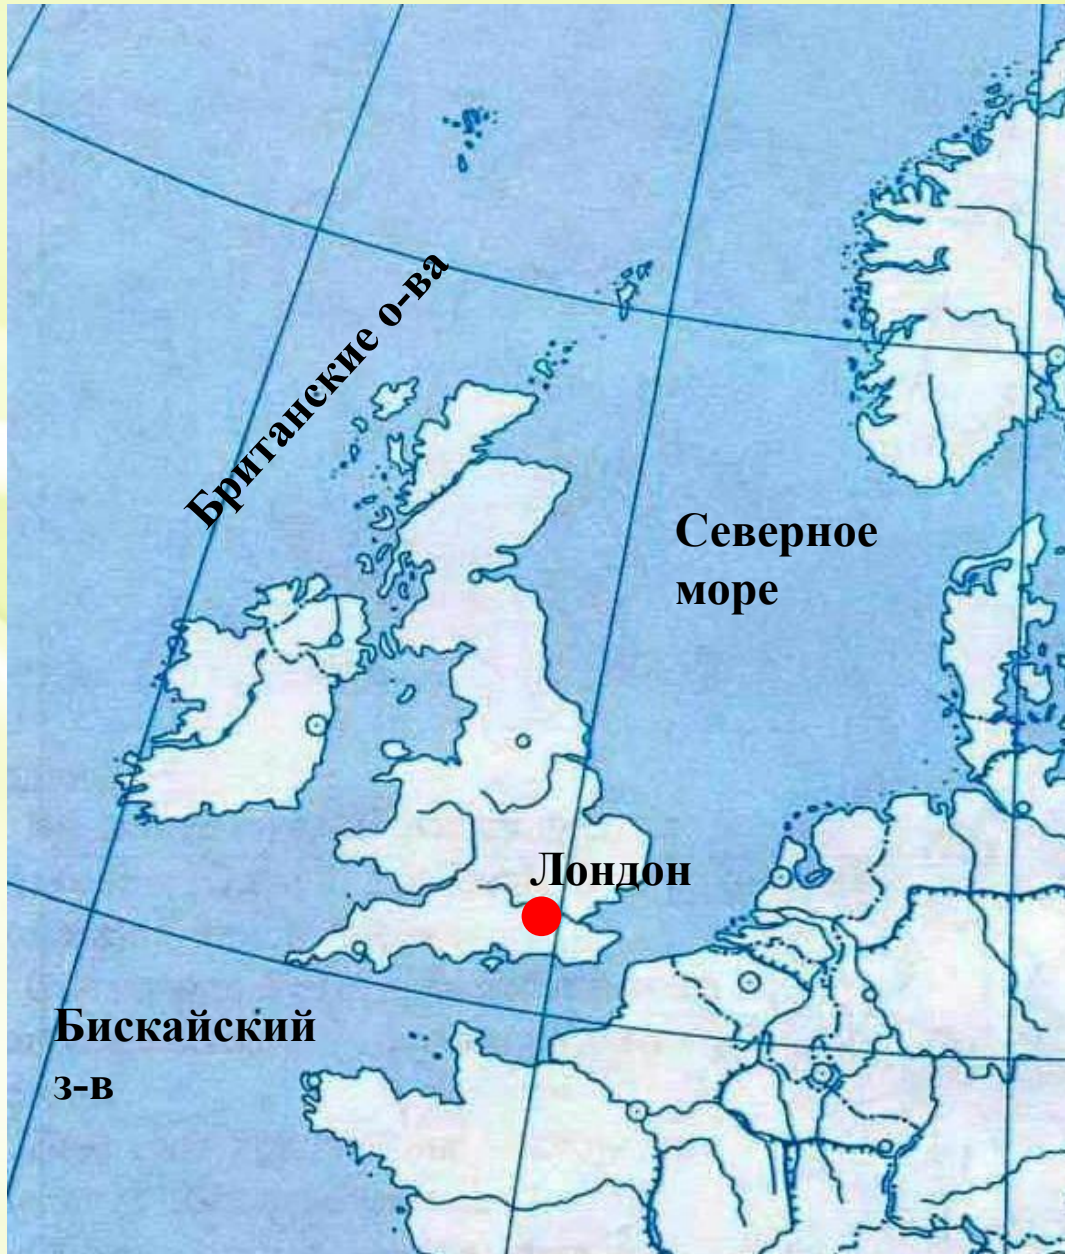 Британские о-ва
Северное
море
Лондон
Бискайский
з-в